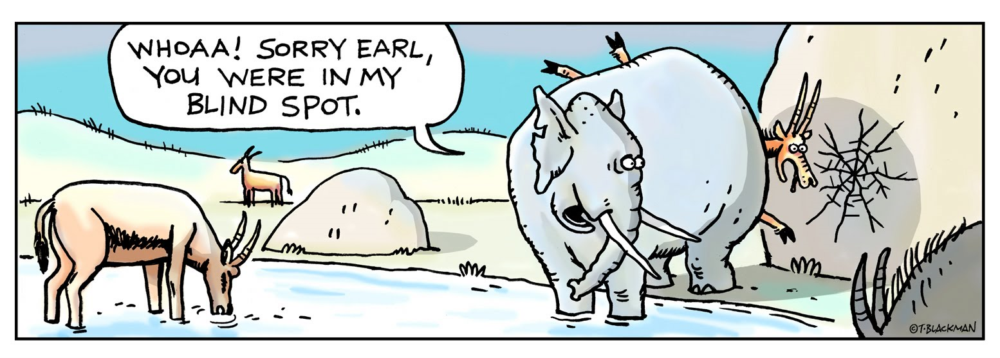 WHOAA! SORRY EARL,
YOU WERE IN MY
BLIND SPOT.
©T.BLACKMAN